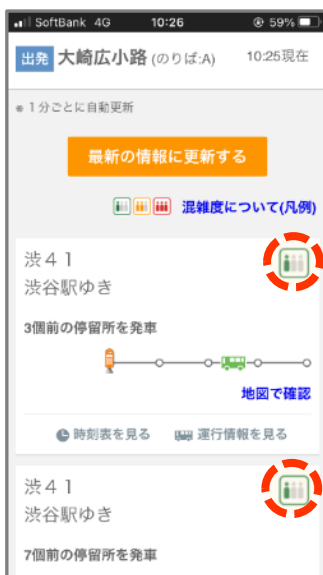 SoftBank 4G 10:26 59%
出発 大崎広小路 (のりば:A) 10:25現在
※1分ごとに自動更新
最新の情報に更新する
混雑度について(凡例)
渋41
渋谷駅ゆき
3個前の停留所を発車
地図で確認
時刻表を見る 運行情報を見る
渋41
渋谷駅ゆき
7個前の停留所を発車